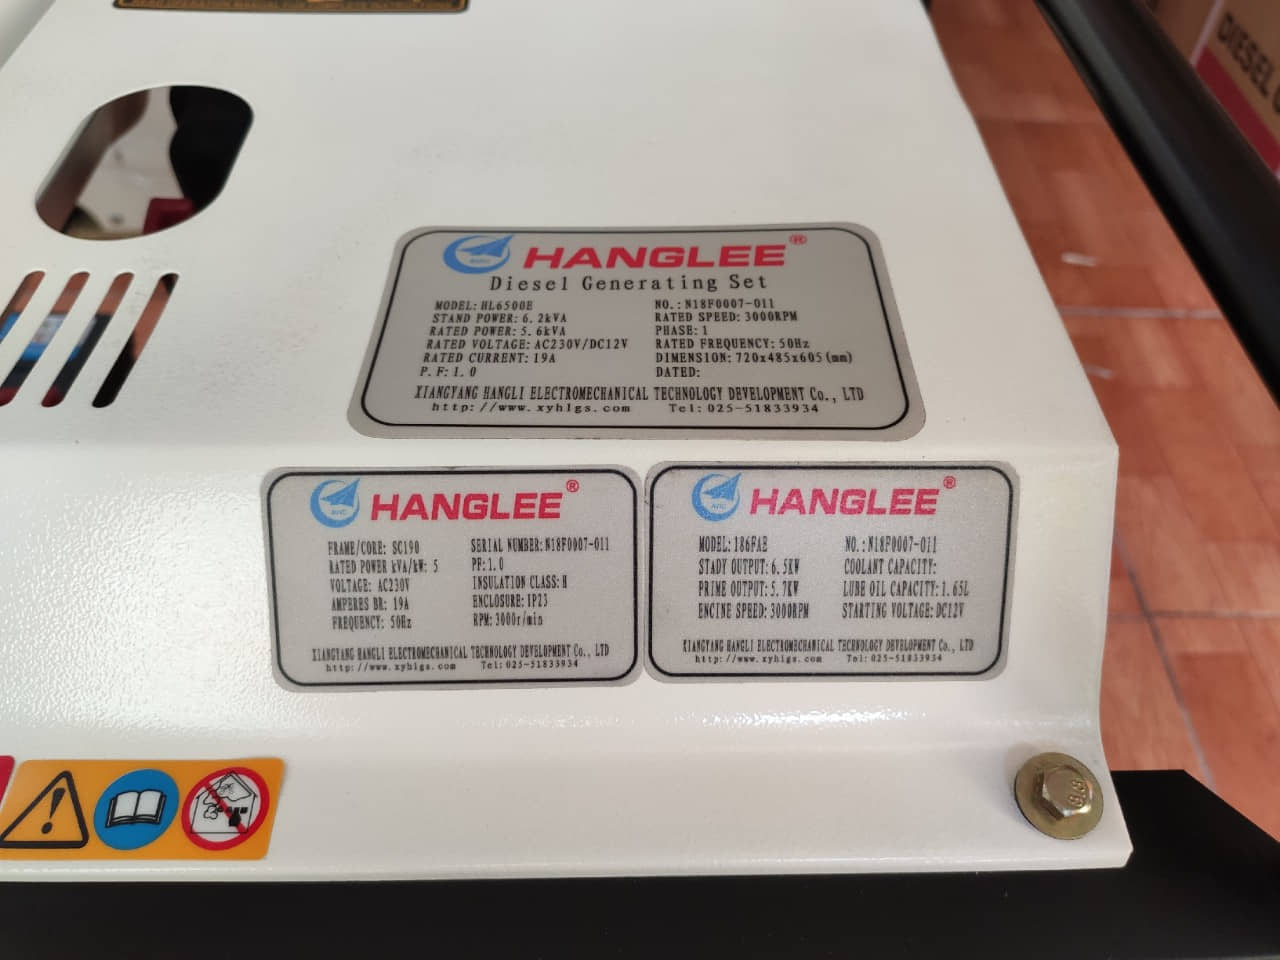 DIESEL
AVIC
HANGLEE®
Diesel Generating Set
MODEL: HL6500E
NO.: N18F0007-011
STAND POWER: 6.2kVA
RATED SPEED: 3000RPM
RATED POWER: 5.6kVA
PHASE: 1
RATED VOLTAGE: AC230V/DC12V
RATED FREQUENCY: 50Hz
RATED CURRENT: 19A
DIMENSION: 720x485x605(mm)
P.F: 1.0
DATED:
XIANGYANG HANGLI ELECTROMECHANICAL TECHNOLOGY DEVELOPMENT Co., LTD
http://www.xyhlgs.com Tel: 025-51833934
AVIC
HANGLEE®
FRAME/CORE: SC190
SERIAL NUMBER: N18F0007-011
RATED POWER kVA/kW: 5
PF: 1.0
VOLTAGE: AC230V
INSULATION CLASS: H
AMPERES BR: 19A
ENCLOSURE: IP23
FREQUENCY: 50Hz
RPM: 3000r/min
XIANGYANG HANGLI ELECTROMECHANICAL TECHNOLOGY DEVELOPMENT Co., LTD
http://www.xyhlgs.com Tel: 025-51833934
AVIC
HANGLEE®
MODEL: 186FAE
NO.: N18F0007-011
STADY OUTPUT: 6.5KW
COOLANT CAPACITY:
PRIME OUTPUT: 5.7KW
LUBE OIL CAPACITY: 1.65L
ENGINE SPEED: 3000RPM
STARTING VOLTAGE: DC12V
XIANGYANG HANGLI ELECTROMECHANICAL TECHNOLOGY DEVELOPMENT Co., LTD
http://www.xyhlgs.com Tel: 025-51833934
8.8